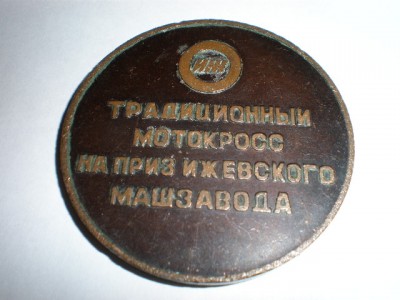 ИЖ
ТРАДИЦИОННЫЙ
МОТОКРОСС
НА ПРИЗ ИЖЕВСКОГО
МАШЗАВОДА